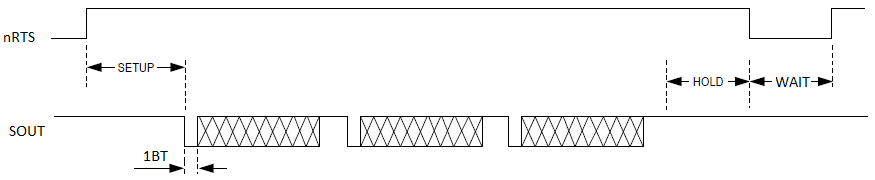 nRTS
SETUP
HOLD
WAIT
SOUT
1BT